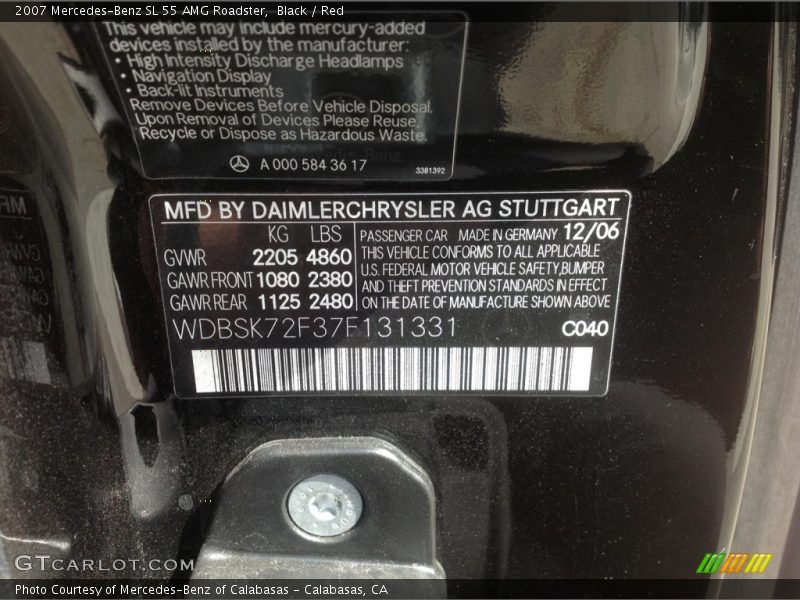 2007 Mercedes-Benz SL 55 AMG Roadster,  Black / Red
This vehicle may include mercury-added
devices installed by the manufacturer:
• High Intensity Discharge Headlamps
• Navigation Display
• Back-lit Instruments
Remove Devices Before Vehicle Disposal.
Upon Removal of Devices Please Reuse,
Recycle or Dispose as Hazardous Waste.
A 000 584 36 17
3381392
MFD BY DAIMLERCHRYSLER AG STUTTGART
KG LBS
GVWR 2205 4860
GAWR FRONT 1080 2380
GAWR REAR 1125 2480
PASSENGER CAR MADE IN GERMANY 12/06
THIS VEHICLE CONFORMS TO ALL APPLICABLE
U.S. FEDERAL MOTOR VEHICLE SAFETY,BUMPER
AND THEFT PREVENTION STANDARDS IN EFFECT
ON THE DATE OF MANUFACTURE SHOWN ABOVE
WDBSK72F37F131331
C040
GTCARLOT.COM
Photo Courtesy of Mercedes-Benz of Calabasas - Calabasas, CA